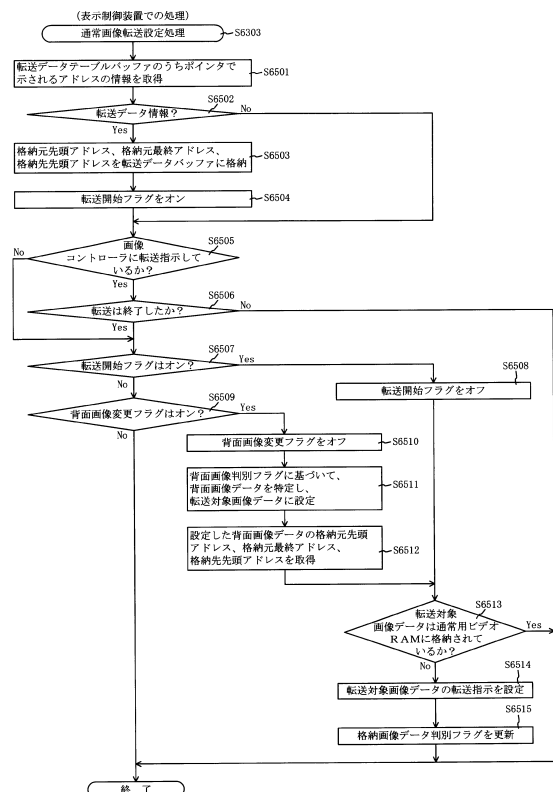 (表示制御装置での処理)
通常画像転送設定処理
S6303
転送データテーブルバッファのうちポインタで
示されるアドレスの情報を取得
S6501
S6502
転送データ情報？
No
Yes
格納元先頭アドレス、格納元最終アドレス、
格納先先頭アドレスを転送データバッファに格納
S6503
転送開始フラグをオン
S6504
S6505
画像
コントローラに転送指示して
いるか？
No
Yes
S6506
転送は終了したか？
No
Yes
S6507
転送開始フラグはオン？
Yes
No
S6508
転送開始フラグをオフ
S6509
背面画像変更フラグはオン？
Yes
No
背面画像変更フラグをオフ
S6510
背面画像判別フラグに基づいて、
背面画像データを特定し、
転送対象画像データに設定
S6511
設定した背面画像データの格納元先頭
アドレス、格納元最終アドレス、
格納先先頭アドレスを取得
S6512
S6513
転送対象
画像データは通常用ビデオ
ＲＡＭに格納されて
いるか？
Yes
No
S6514
転送対象画像データの転送指示を設定
S6515
格納画像データ判別フラグを更新
終 了